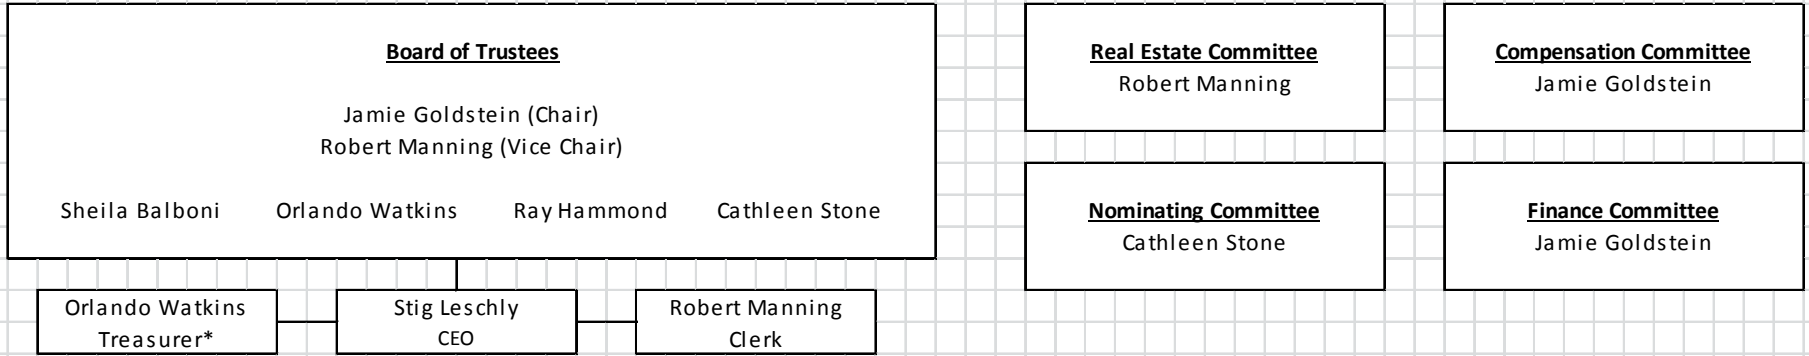 Board of Trustees
Jamie Goldstein (Chair)
Robert Manning (Vice Chair)
Sheila Balboni Orlando Watkins Ray Hammond Cathleen Stone
Orlando Watkins
Treasurer*
Stig Leschly
CEO
Robert Manning
Clerk
Real Estate Committee
Robert Manning
Compensation Committee
Jamie Goldstein
Nominating Committee
Cathleen Stone
Finance Committee
Jamie Goldstein